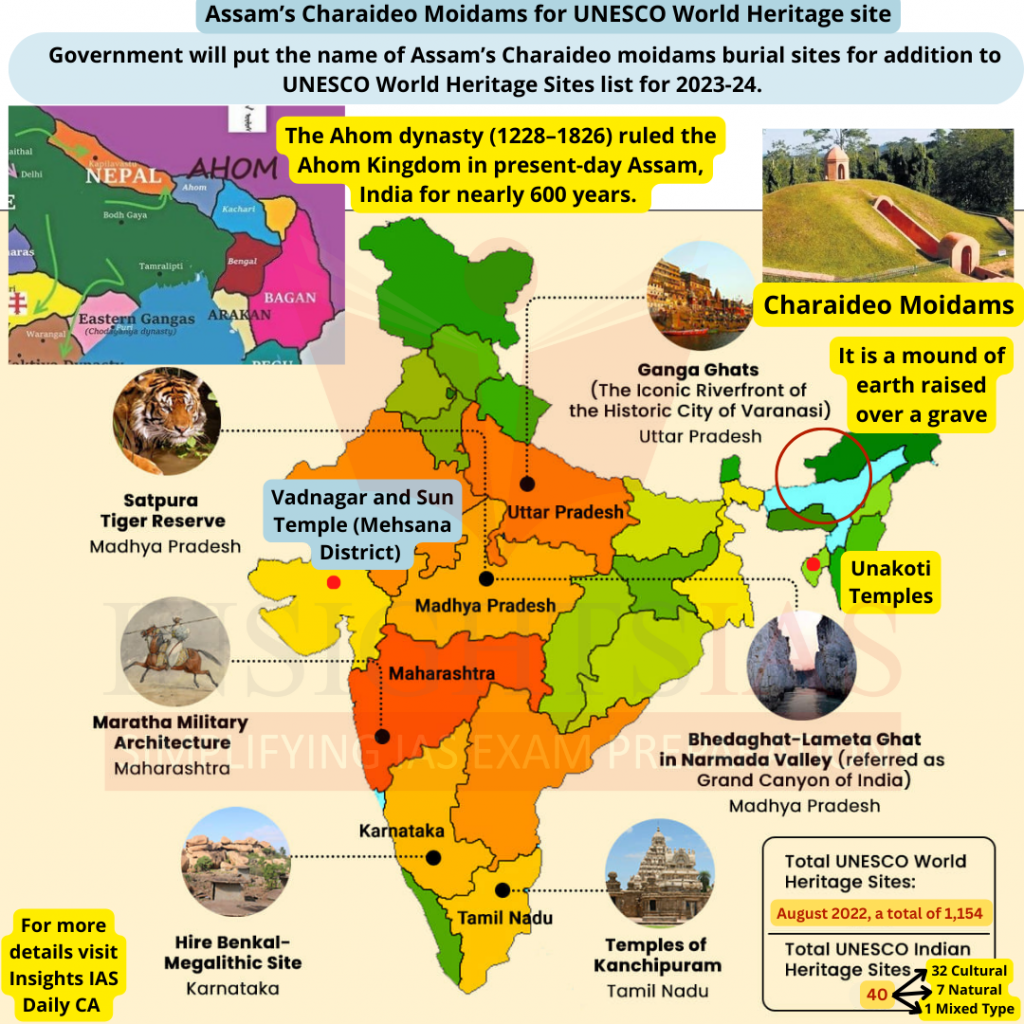 Assam's Charaideo Moidams for UNESCO World Heritage site
Government will put the name of Assam's Charaideo moidams burial sites for addition to
UNESCO World Heritage Sites list for 2023-24.
The Ahom dynasty (1228–1826) ruled the
Ahom Kingdom in present-day Assam,
India for nearly 600 years.
aithal
Delhi
Kapilavastu
NEPAL
AHOM
Ahom
Bodh Gaya
Kachari
E
aras
Tamralipti
Bengal
BAGAN
Eastern Gangas
(Chodaganga dynasty)
Puri
ARAKAN
Warangal
PEGU
Charaideo Moidams
It is a mound of
earth raised
over a grave
Ganga Ghats
(The Iconic Riverfront of
the Historic City of Varanasi)
Uttar Pradesh
Satpura
Tiger Reserve
Madhya Pradesh
Vadnagar and Sun
Temple (Mehsana
District)
Uttar Pradesh
Unakoti
Temples
Madhya Pradesh
INSIGHTSIAS
SIMPLIFYING IAS EXAM PREPARATION
Maharashtra
Maratha Military
Architecture
Maharashtra
Bhedaghat-Lameta Ghat
in Narmada Valley (referred as
Grand Canyon of India)
Madhya Pradesh
Karnataka
Tamil Nadu
Hire Benkal-
Megalithic Site
Karnataka
Temples of
Kanchipuram
Tamil Nadu
For more
details visit
Insights IAS
Daily CA
Total UNESCO World
Heritage Sites:
August 2022, a total of 1,154
Total UNESCO Indian
Heritage Sites
40
32 Cultural
7 Natural
1 Mixed Type